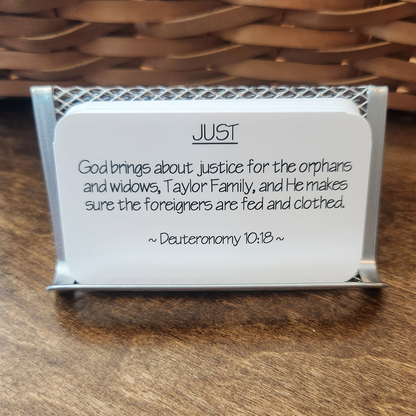 JUST
God brings about justice for the orphans
and widows, Taylor Family, and He makes
sure the foreigners are fed and clothed.
~ Deuteronomy 10:18 ~